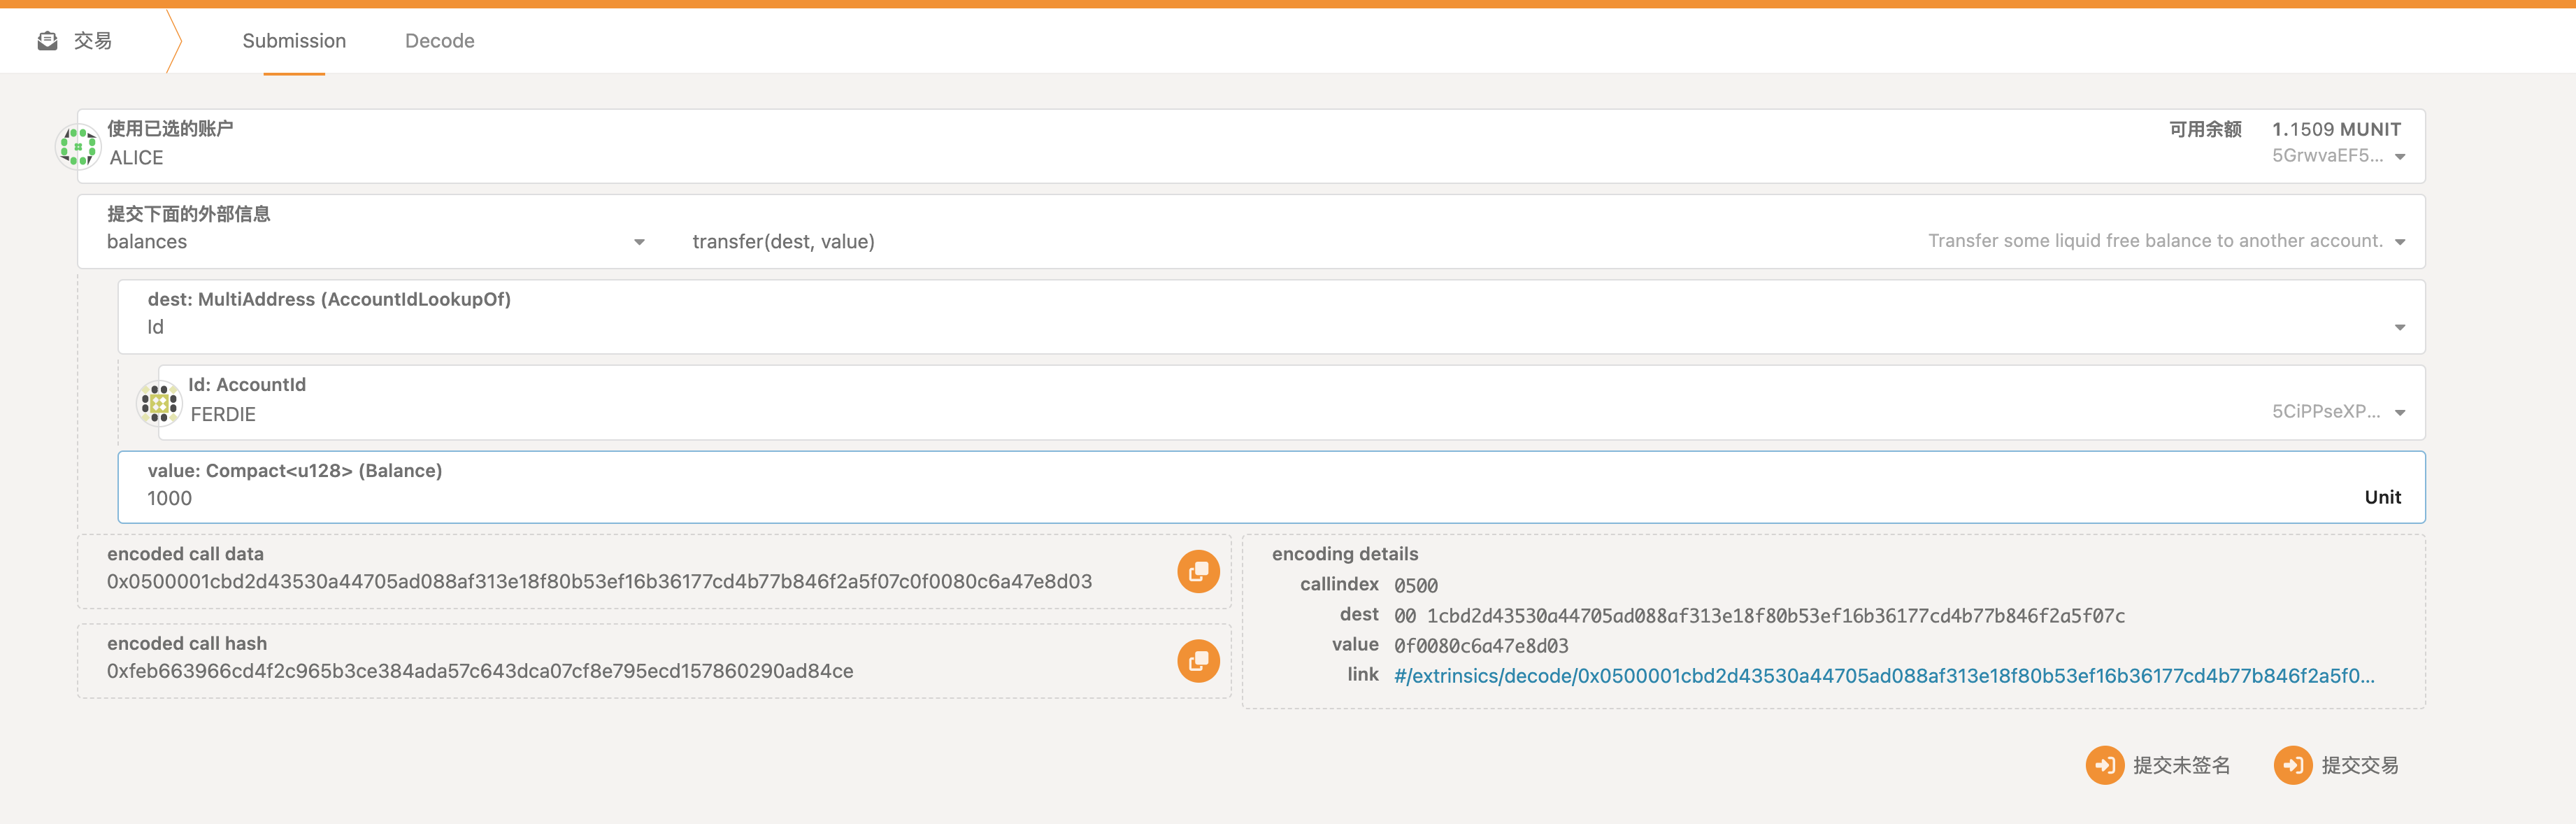 交易
Submission
Decode
使用已选的账户
ALICE
可用余额
1.1509 MUNIT
5GrwvaEF5...
提交下面的外部信息
balances
transfer(dest, value)
Transfer some liquid free balance to another account.
dest: MultiAddress (AccountIdLookupOf)
Id
Id: AccountId
FERDIE
5CiPPseXP...
value: Compact<u128> (Balance)
1000
Unit
encoded call data
0x0500001cbd2d43530a44705ad088af313e18f80b53ef16b36177cd4b77b846f2a5f07c0f0080c6a47e8d03
encoded call hash
0xfeb663966cd4f2c965b3ce384ada57c643dca07cf8e795ecd157860290ad84ce
encoding details
callindex 0500
dest 00 1cbd2d43530a44705ad088af313e18f80b53ef16b36177cd4b77b846f2a5f07c
value 0f0080c6a47e8d03
link #/extrinsics/decode/0x0500001cbd2d43530a44705ad088af313e18f80b53ef16b36177cd4b77b846f2a5f0...
提交未签名
提交交易